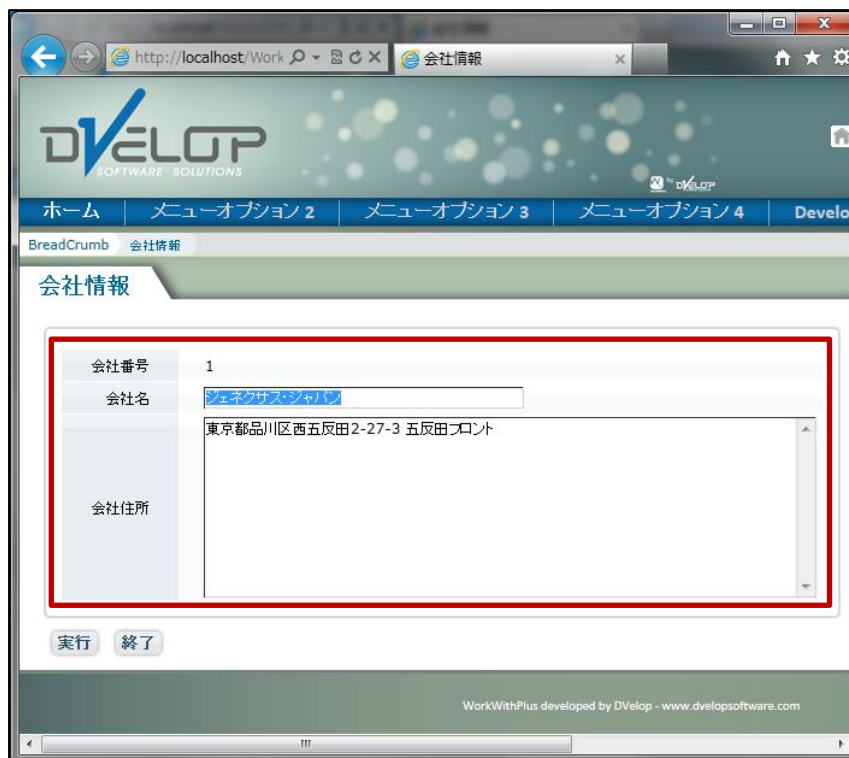 http://localhost/Work
会社情報
DVELOP
SOFTWARE SOLUTIONS
by DVELOP
ホーム メニューオプション 2 メニューオプション 3 メニューオプション 4 Develo
BreadCrumb 会社情報
会社情報
会社番号 1
会社名 ジェネクサス・ジャパン
会社住所 東京都品川区西五反田2-27-3 五反田フロント
実行 終了
WorkWithPlus developed by DVelop - www.dvelopsoftware.com